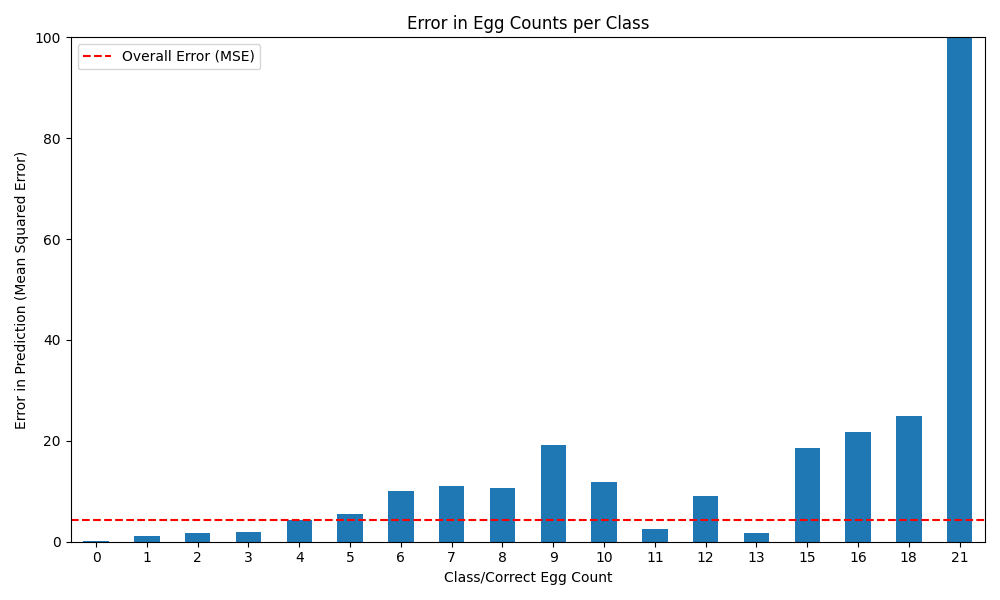 Error in Egg Counts per Class
Overall Error (MSE)
Error in Prediction (Mean Squared Error)
100
80
60
40
20
0
0 1 2 3 4 5 6 7 8 9 10 11 12 13 15 16 18 21
Class/Correct Egg Count